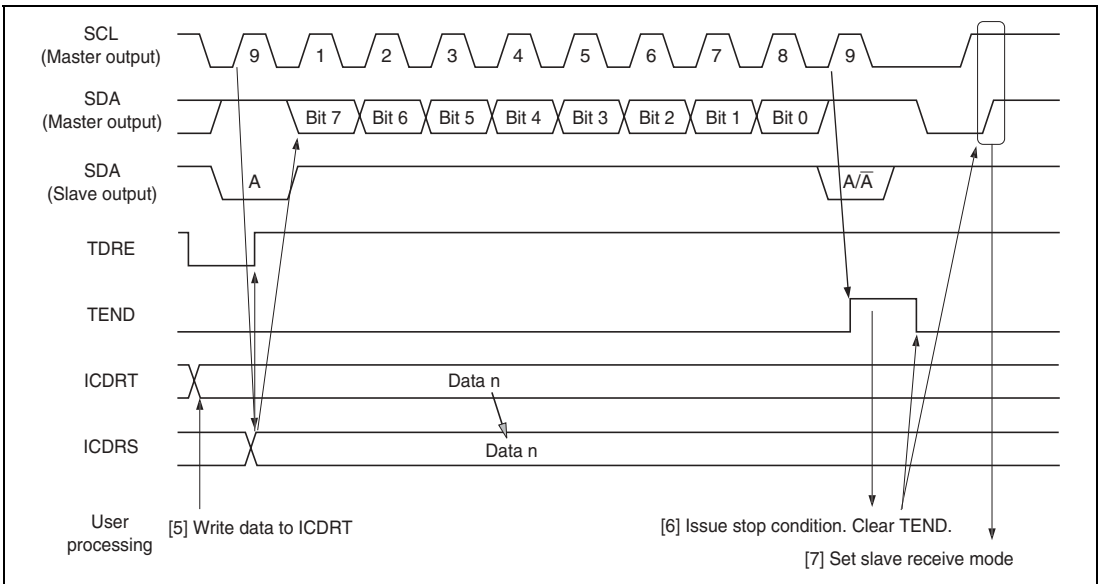 SCL
(Master output)
9 1 2 3 4 5 6 7 8 9
SDA
(Master output)
Bit 7 Bit 6 Bit 5 Bit 4 Bit 3 Bit 2 Bit 1 Bit 0
SDA
(Slave output)
A A/A̅
TDRE
TEND
ICDRT
Data n
ICDRS
Data n
User
processing
[5] Write data to ICDRT
[6] Issue stop condition. Clear TEND.
[7] Set slave receive mode